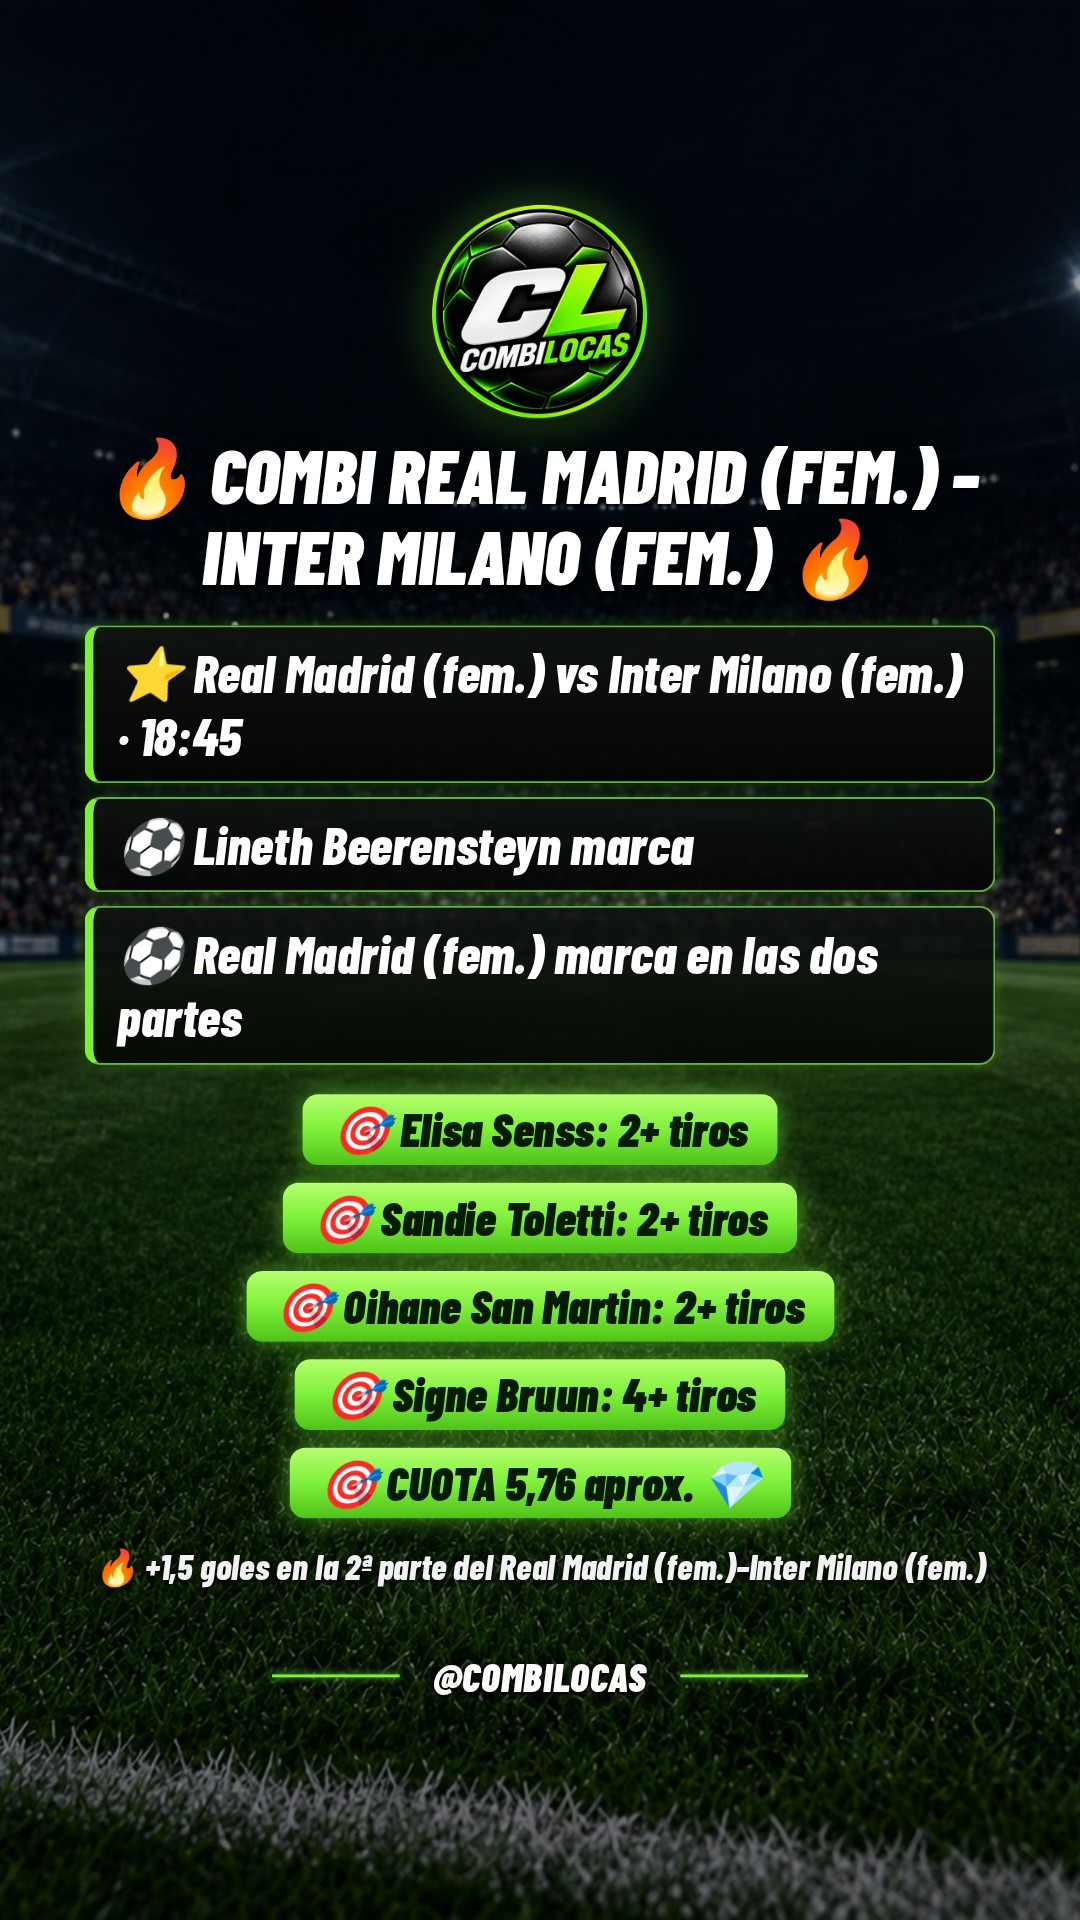 CL
COMBILOCAS
🔥 COMBI REAL MADRID (FEM.) -
INTER MILANO (FEM.) 🔥
⭐ Real Madrid (fem.) vs Inter Milano (fem.)
· 18:45
⚽ Lineth Beerensteyn marca
⚽ Real Madrid (fem.) marca en las dos
partes
🎯 Elisa Senss: 2+ tiros
🎯 Sandie Toletti: 2+ tiros
🎯 Oihane San Martin: 2+ tiros
🎯 Signe Bruun: 4+ tiros
🎯 CUOTA 5,76 aprox. 💎
🔥 +1,5 goles en la 2ª parte del Real Madrid (fem.)-Inter Milano (fem.)
@COMBILOCAS